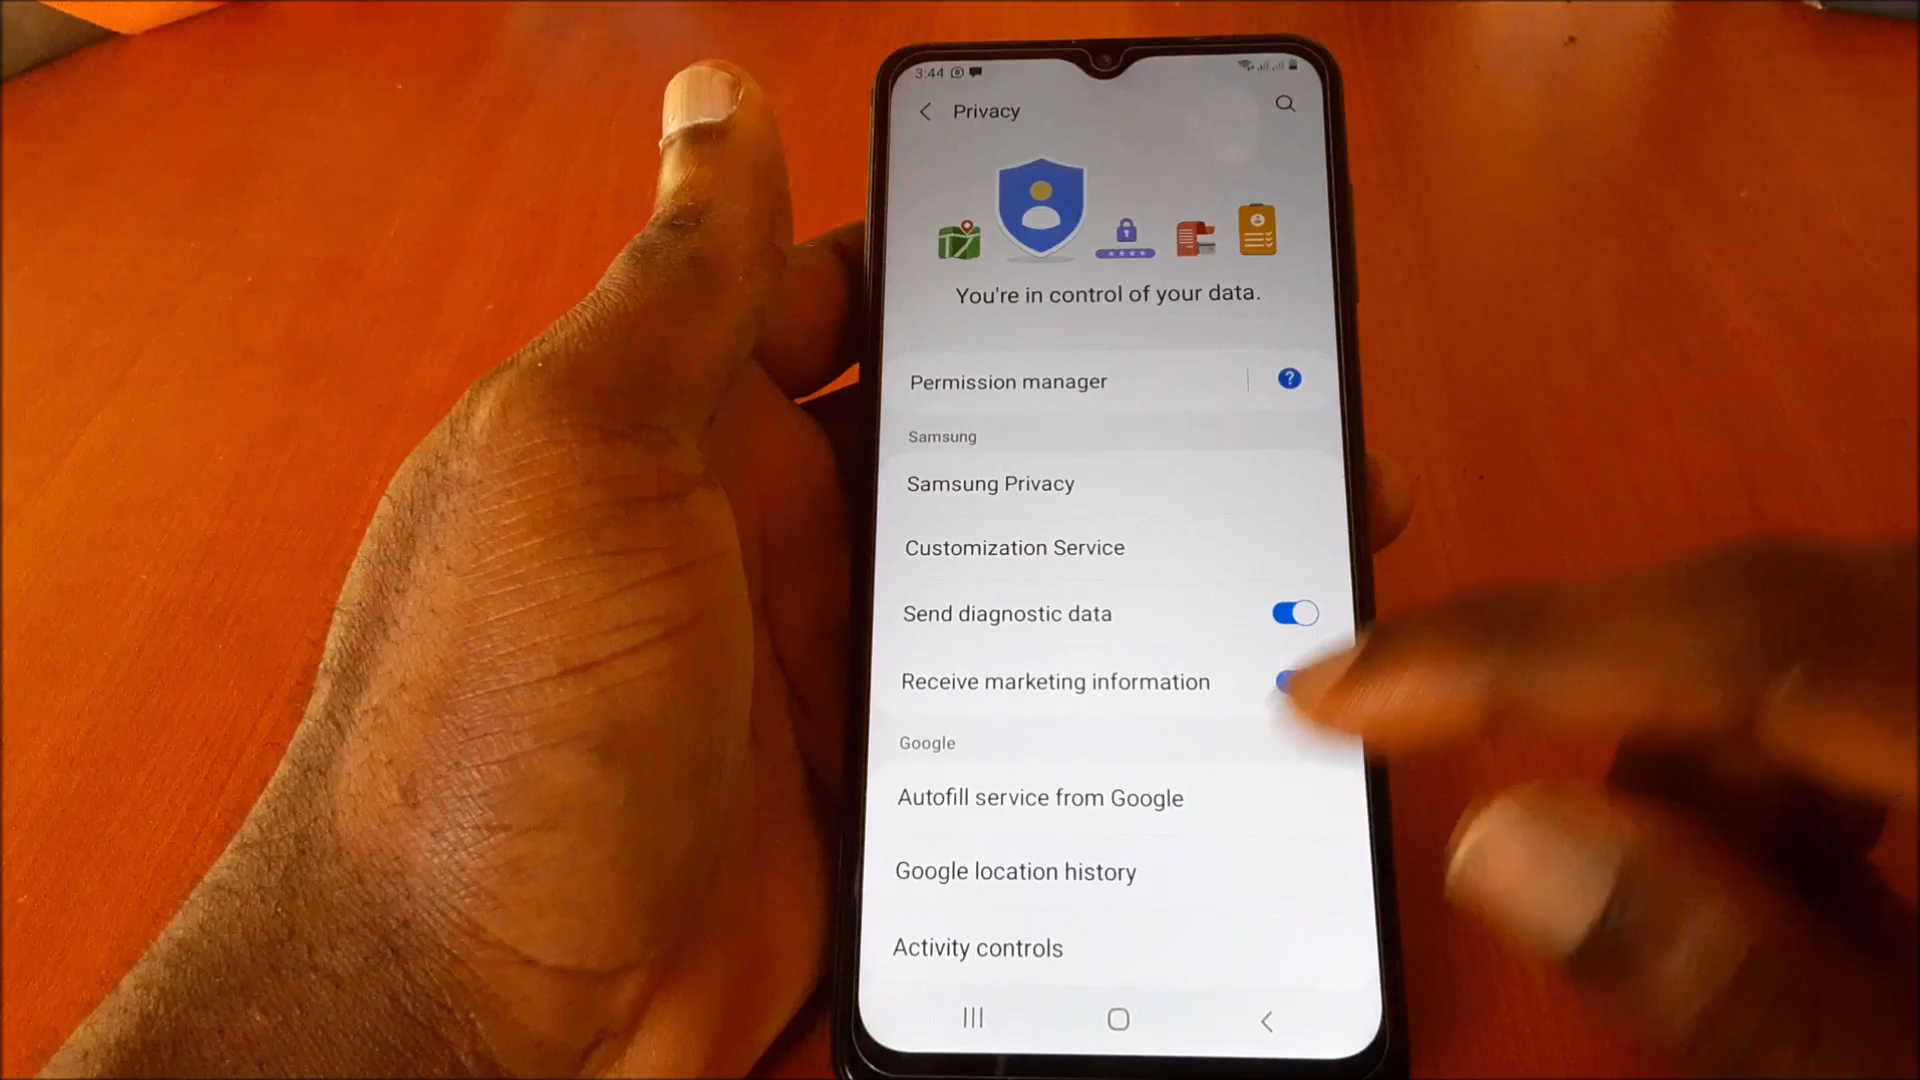 3:44
Privacy
You're in control of your data.
Permission manager
?
Samsung
Samsung Privacy
Customization Service
Send diagnostic data
Receive marketing information
Google
Autofill service from Google
Google location history
Activity controls